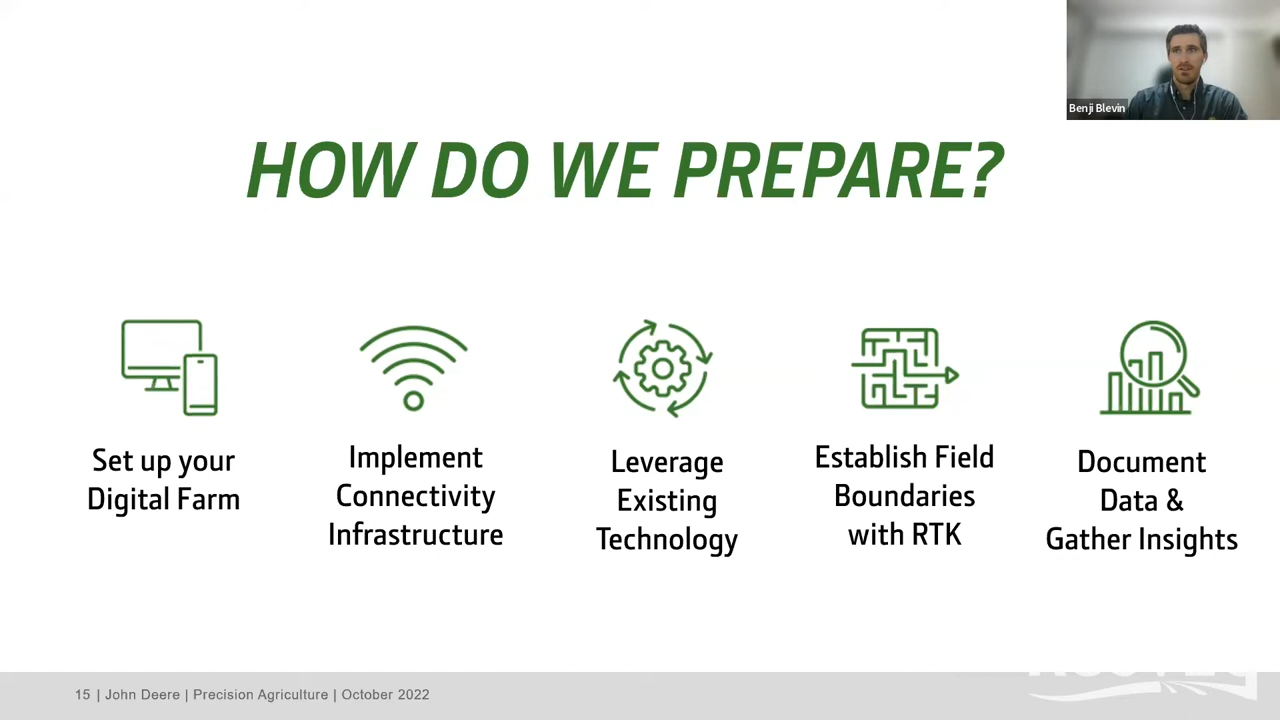 Benji Blevin
HOW DO WE PREPARE?
Set up your
Digital Farm
Implement
Connectivity
Infrastructure
Leverage
Existing
Technology
Establish Field
Boundaries
with RTK
Document
Data &
Gather Insights
15 | John Deere | Precision Agriculture | October 2022